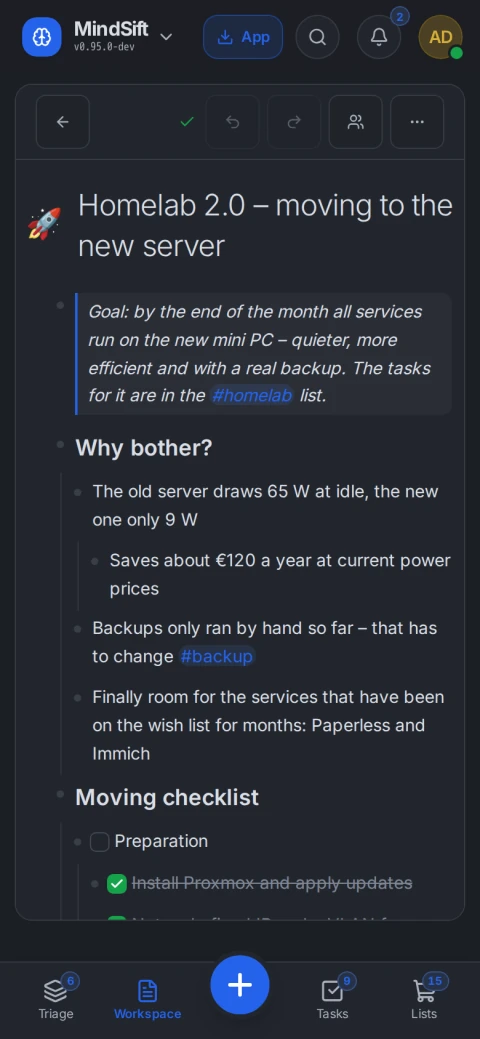 MindSift
v0.95.0-dev
App
2
AD
Homelab 2.0 – moving to the
new server
Goal: by the end of the month all services
run on the new mini PC – quieter, more
efficient and with a real backup. The tasks
for it are in the #homelab list.
Why bother?
The old server draws 65 W at idle, the new
one only 9 W
Saves about €120 a year at current power
prices
Backups only ran by hand so far – that has
to change #backup
Finally room for the services that have been
on the wish list for months: Paperless and
Immich
Moving checklist
Preparation
Install Proxmox and apply updates
6
9
15
Triage
Workspace
Tasks
Lists